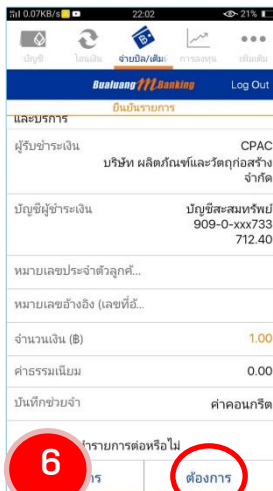 0.07KB/s
22:02
21%
บัญชี
โอนเงิน
จ่ายบิล/เติมเ
การลงทุน
เพิ่มเติม
Bualuang mBanking
Log Out
ยืนยันรายการ
และบริการ
ผู้รับชำระเงิน
CPAC
บริษัท ผลิตภัณฑ์และวัตถุก่อสร้าง
จำกัด
บัญชีผู้ชำระเงิน
บัญชีสะสมทรัพย์
909-0-xxx733
712.40
หมายเลขประจำตัวลูกค้...
หมายเลขอ้างอิง (เลขที่อ้...
จำนวนเงิน (฿)
1.00
ค่าธรรมเนียม
0.00
บันทึกช่วยจำ
ค่าคอนกรีต
ำรายการต่อหรือไม่
6
าร
ต้องการ